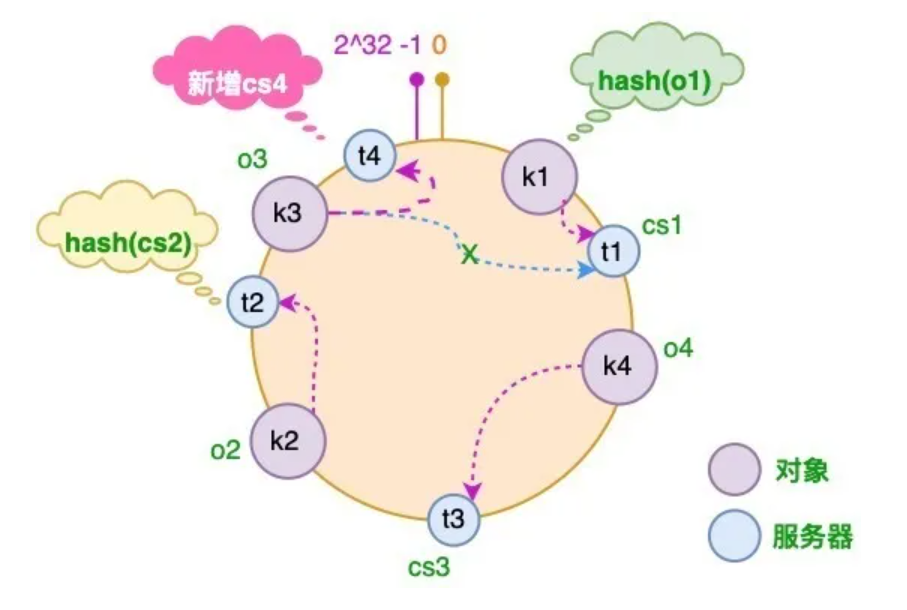 2^32 -1 0
新增cs4
hash(o1)
t4
o3
k1
k3
cs1
hash(cs2)
x
t1
t2
o4
k4
k2
o2
对象
t3
服务器
cs3